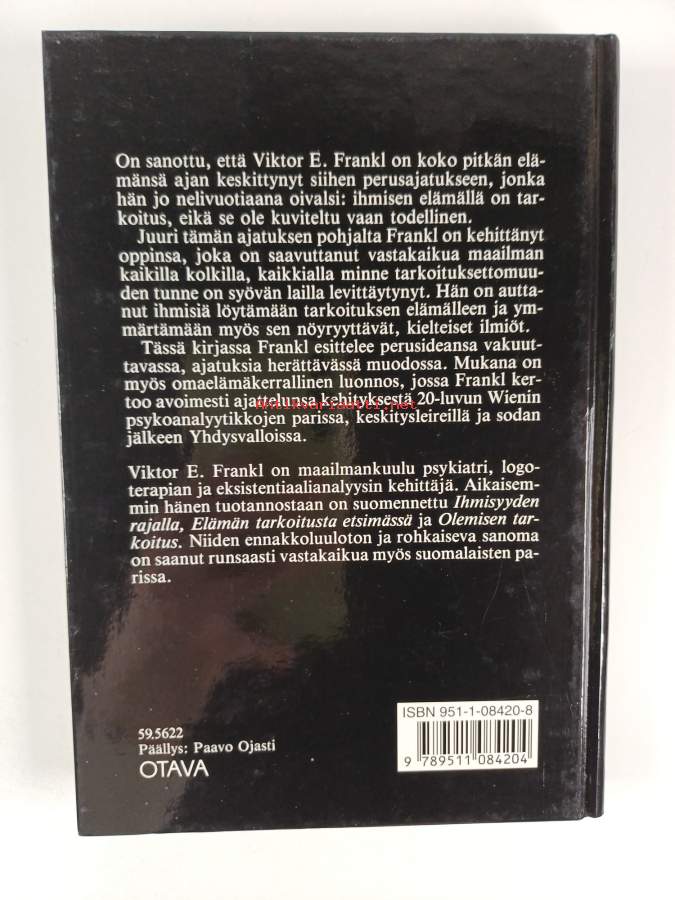 On sanottu, että Viktor E. Frankl on koko pitkän elä-
mänsä ajan keskittynyt siihen perusajatukseen, jonka
hän jo nelivuotiaana oivalsi: ihmisen elämällä on tar-
koitus, eikä se ole kuviteltu vaan todellinen.
Juuri tämän ajatuksen pohjalta Frankl on kehittänyt
oppinsa, joka on saavuttanut vastakaikua maailman
kaikilla kolkilla, kaikkialla minne tarkoituksettomuu-
den tunne on syövän lailla levittäytynyt. Hän on autta-
nut ihmisiä löytämään tarkoituksen elämälleen ja ym-
märtämään myös sen nöyryyttävät, kielteiset ilmiöt.
Tässä kirjassa Frankl esittelee perusideansa vakuut-
tavassa, ajatuksia herättävässä muodossa. Mukana on
myös omaelämäkerrallinen luonnos, jossa Frankl ker-
too avoimesti ajattelunsa kehityksestä 20-luvun Wienin
Antikvariaatti.net
psykoanalyytikkojen parissa, keskitysleireillä ja sodan
jälkeen Yhdysvalloissa.
Viktor E. Frankl on maailmankuulu psykiatri, logo-
terapian ja eksistentiaalianalyysin kehittäjä. Aikaisem-
min hänen tuotannostaan on suomennettu Ihmisyyden
rajalla, Elämän tarkoitusta etsimässä ja Olemisen tar-
koitus. Niiden ennakkoluuloton ja rohkaiseva sanoma
on saanut runsaasti vastakaikua myös suomalaisten pa-
rissa.
ISBN 951-1-08420-8
9 789511 084204
59.5622
Päällys: Paavo Ojasti
OTAVA